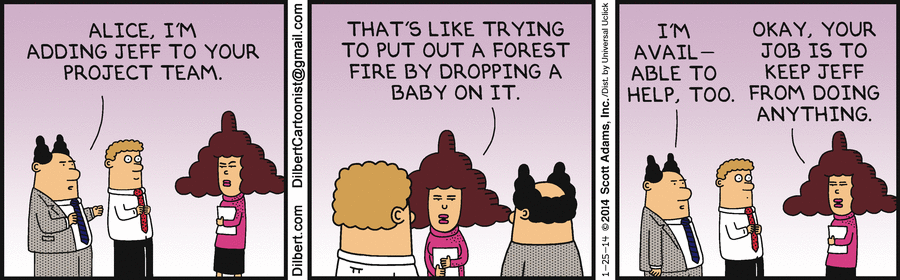 ALICE, I'M
ADDING JEFF TO YOUR
PROJECT TEAM.
Dilbert.com DilbertCartoonist@gmail.com
THAT'S LIKE TRYING
TO PUT OUT A FOREST
FIRE BY DROPPING A
BABY ON IT.
1-25-14 © 2014 Scott Adams, Inc. /Dist. by Universal Uclick
I'M
AVAIL–
ABLE TO
HELP, TOO.
OKAY, YOUR
JOB IS TO
KEEP JEFF
FROM DOING
ANYTHING.